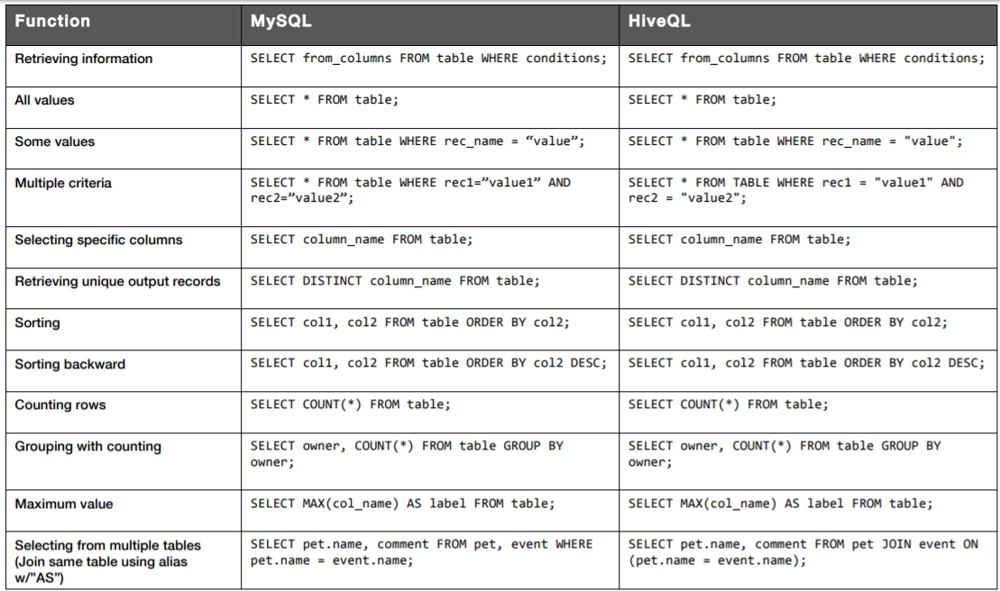 Function MySQL HiveQL
Retrieving information SELECT from_columns FROM table WHERE conditions; SELECT from_columns FROM table WHERE conditions;
All values SELECT * FROM table; SELECT * FROM table;
Some values SELECT * FROM table WHERE rec_name = “value”; SELECT * FROM table WHERE rec_name = "value";
Multiple criteria SELECT * FROM table WHERE rec1=”value1” AND SELECT * FROM TABLE WHERE rec1 = "value1" AND
rec2=”value2”; rec2 = "value2";
Selecting specific columns SELECT column_name FROM table; SELECT column_name FROM table;
Retrieving unique output records SELECT DISTINCT column_name FROM table; SELECT DISTINCT column_name FROM table;
Sorting SELECT col1, col2 FROM table ORDER BY col2; SELECT col1, col2 FROM table ORDER BY col2;
Sorting backward SELECT col1, col2 FROM table ORDER BY col2 DESC; SELECT col1, col2 FROM table ORDER BY col2 DESC;
Counting rows SELECT COUNT(*) FROM table; SELECT COUNT(*) FROM table;
Grouping with counting SELECT owner, COUNT(*) FROM table GROUP BY SELECT owner, COUNT(*) FROM table GROUP BY
owner; owner;
Maximum value SELECT MAX(col_name) AS label FROM table; SELECT MAX(col_name) AS label FROM table;
Selecting from multiple tables SELECT pet.name, comment FROM pet, event WHERE SELECT pet.name, comment FROM pet JOIN event ON
(Join same table using alias pet.name = event.name; (pet.name = event.name);
w/”AS”)